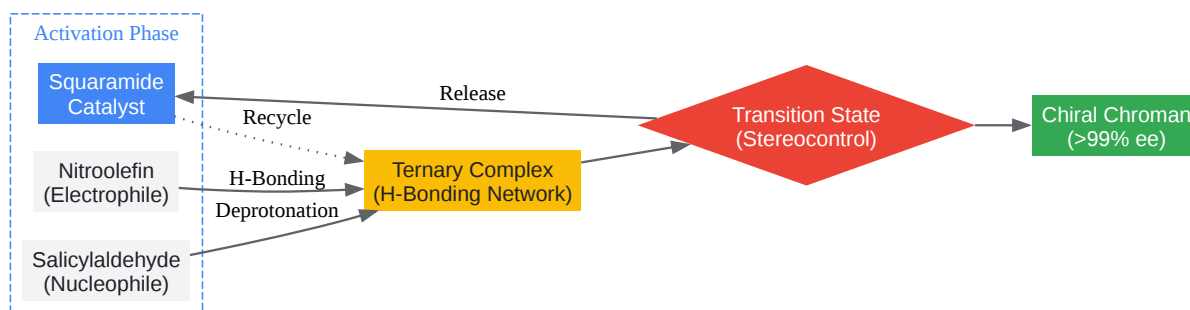 Activation Phase
Squaramide
Catalyst
Nitroolefin
(Electrophile)
Salicylaldehyde
(Nucleophile)
Release
Recycle
H-Bonding
Deprotonation
Ternary Complex
(H-Bonding Network)
Transition State
(Stereocontrol)
Chiral Chroman
(>99% ee)